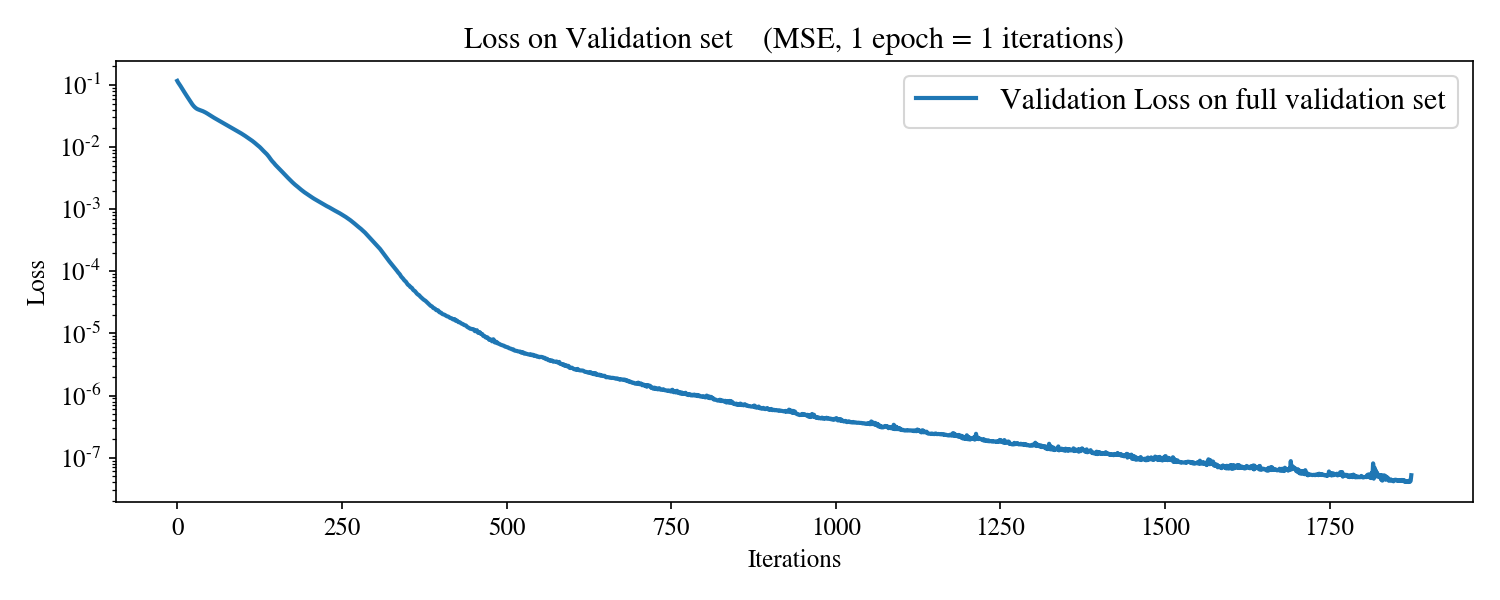 Loss on Validation set    (MSE, 1 epoch = 1 iterations)
Validation Loss on full validation set
10⁻¹
10⁻²
10⁻³
10⁻⁴
10⁻⁵
10⁻⁶
10⁻⁷
Loss
0 250 500 750 1000 1250 1500 1750
Iterations